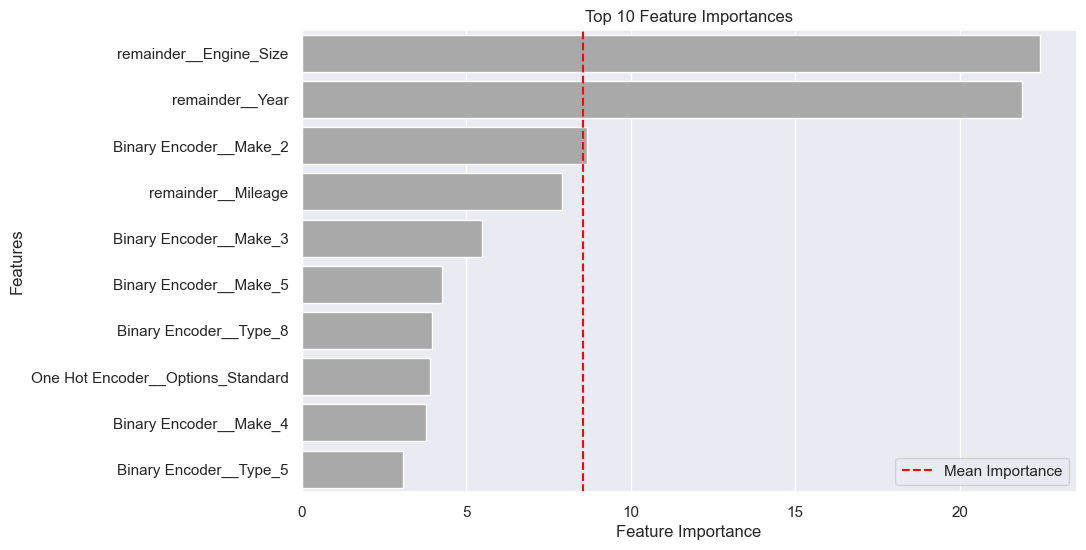 Top 10 Feature Importances
Features
remainder__Engine_Size
remainder__Year
Binary Encoder__Make_2
remainder__Mileage
Binary Encoder__Make_3
Binary Encoder__Make_5
Binary Encoder__Type_8
One Hot Encoder__Options_Standard
Binary Encoder__Make_4
Binary Encoder__Type_5
Mean Importance
0 5 10 15 20
Feature Importance